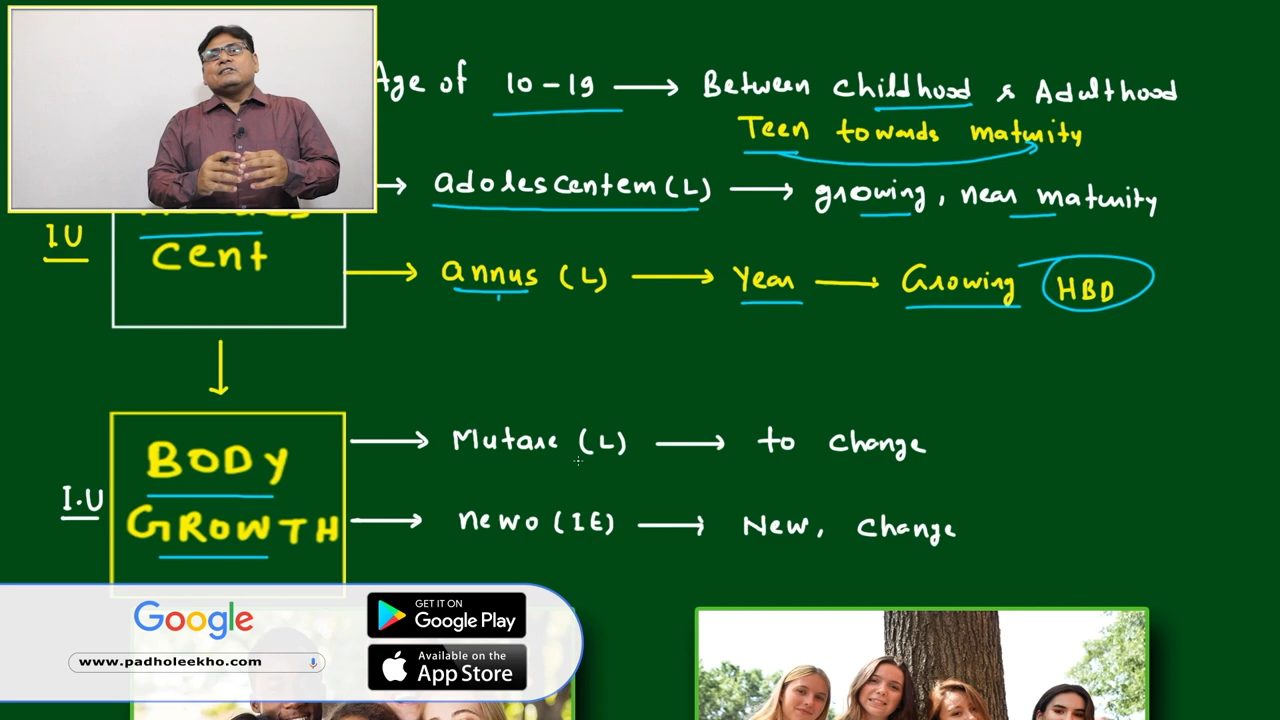 Age of 10-19 → Between childhood & Adulthood
Teen towards maturity
→ adolescentem (L) → growing, near maturity
I U
cent
→ annus (L) → Year → Growing HBD
BODY
GROWTH
I.U
→ Mutare (L) → to change
→ newo (IE) → New, change
Google
www.padholeekho.com
GET IT ON
Google Play
Available on the
App Store